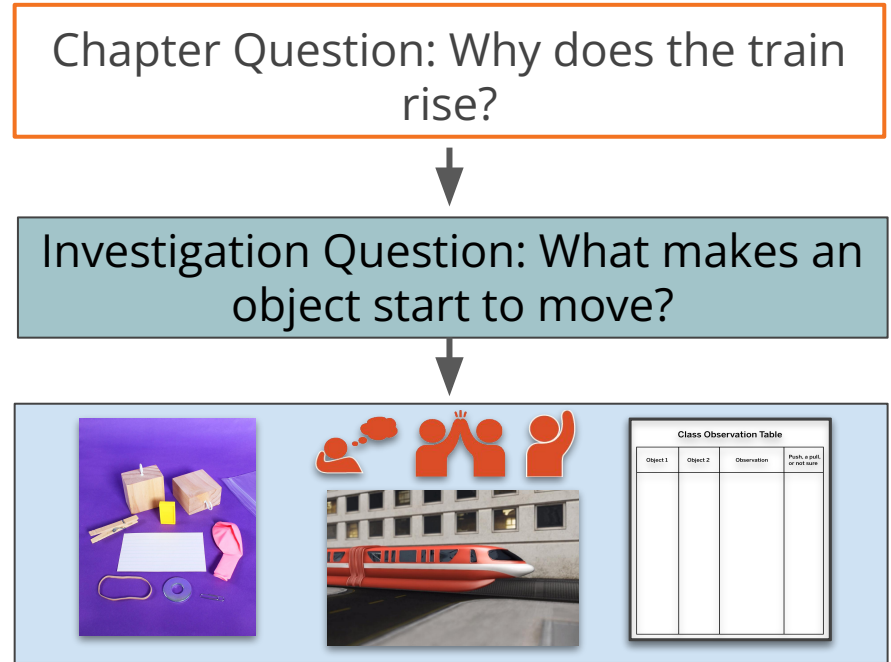 Chapter Question: Why does the train
rise?
Investigation Question: What makes an
object start to move?
Class Observation Table
Object 1
Object 2
Observation
Push, a pull,
or not sure